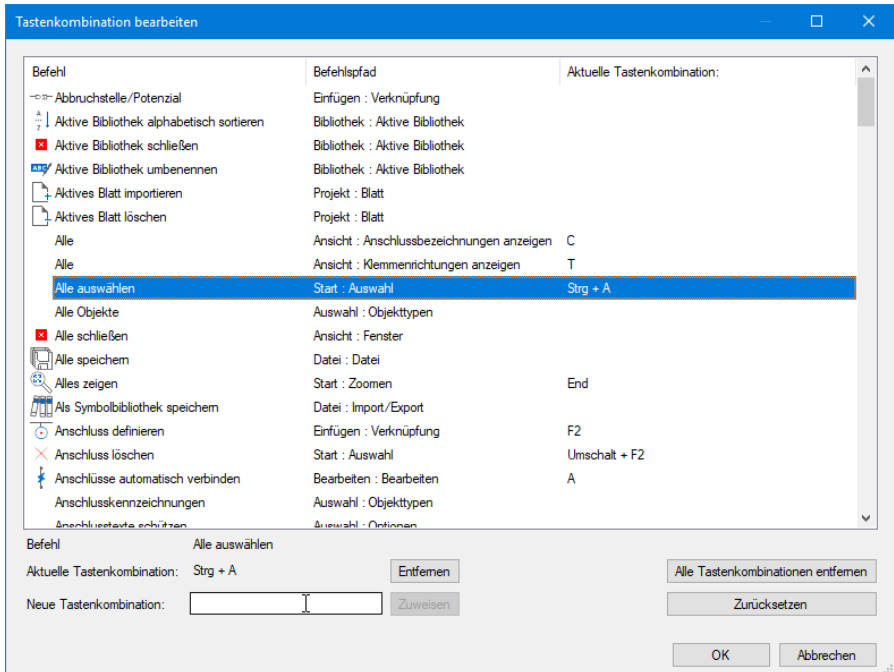 Tastenkombination bearbeiten
Befehl Befehlspfad Aktuelle Tastenkombination:
Abbruchstelle/Potenzial Einfügen : Verknüpfung
Aktive Bibliothek alphabetisch sortieren Bibliothek : Aktive Bibliothek
Aktive Bibliothek schließen Bibliothek : Aktive Bibliothek
Aktive Bibliothek umbenennen Bibliothek : Aktive Bibliothek
Aktives Blatt importieren Projekt : Blatt
Aktives Blatt löschen Projekt : Blatt
Alle Ansicht : Anschlussbezeichnungen anzeigen C
Alle Ansicht : Klemmenrichtungen anzeigen T
Alle auswählen Start : Auswahl Strg + A
Alle Objekte Auswahl : Objekttypen
Alle schließen Ansicht : Fenster
Alle speichern Datei : Datei
Alles zeigen Start : Zoomen End
Als Symbolbibliothek speichern Datei : Import/Export
Anschluss definieren Einfügen : Verknüpfung F2
Anschluss löschen Start : Auswahl Umschalt + F2
Anschlüsse automatisch verbinden Bearbeiten : Bearbeiten A
Anschlusskennzeichnungen Auswahl : Objekttypen
Anschlusstexte schützen Auswahl : Optionen
Befehl Alle auswählen
Aktuelle Tastenkombination: Strg + A Entfernen Alle Tastenkombinationen entfernen
Neue Tastenkombination: Zuweisen Zurücksetzen
OK Abbrechen